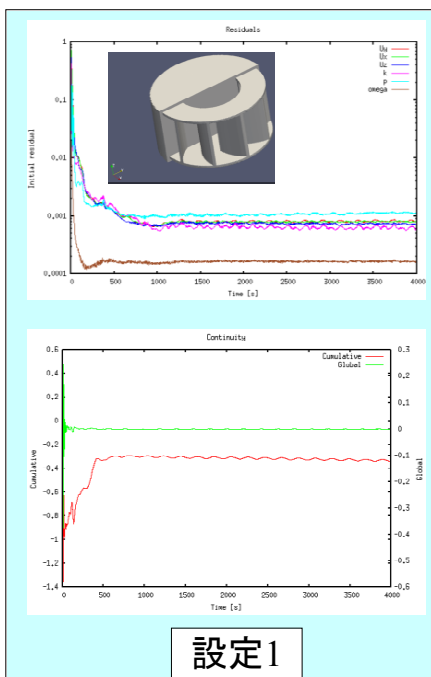 Residuals
1
0.1
0.01
0.001
0.0001
Initial residual
Uy
Ux
Uz
k
p
omega
0
500
1000
1500
2000
2500
3000
3500
4000
Time [s]
Continuity
0.6
0.4
0.2
0
-0.2
-0.4
-0.6
-0.8
-1
-1.2
-1.4
Cumulative
Cumulative
Global
0.3
0.2
0.1
0
-0.1
-0.2
-0.3
-0.4
-0.5
-0.6
Global
0
500
1000
1500
2000
2500
3000
3500
4000
Time [s]
設定1